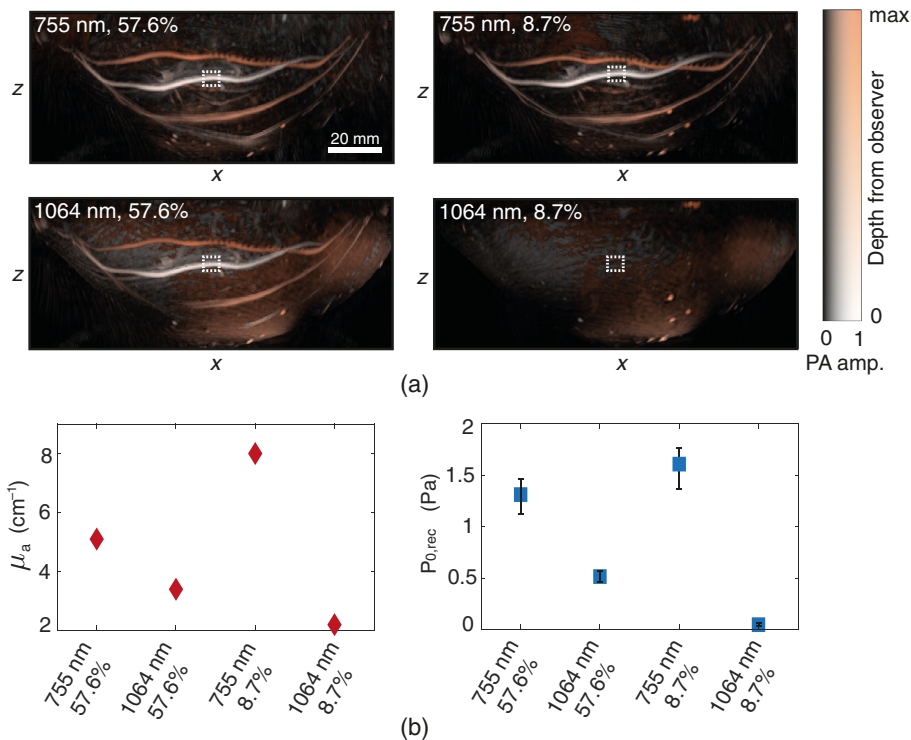 755 nm, 57.6%
755 nm, 8.7%
z
z
20 mm
x
x
1064 nm, 57.6%
1064 nm, 8.7%
z
z
x
x
max
Depth from observer
0
0 1
PA amp.
(a)
8
6
4
2
μa (cm−1)
755 nm
57.6%
1064 nm
57.6%
755 nm
8.7%
1064 nm
8.7%
2
1.5
1
0.5
0
P0,rec (Pa)
755 nm
57.6%
1064 nm
57.6%
755 nm
8.7%
1064 nm
8.7%
(b)